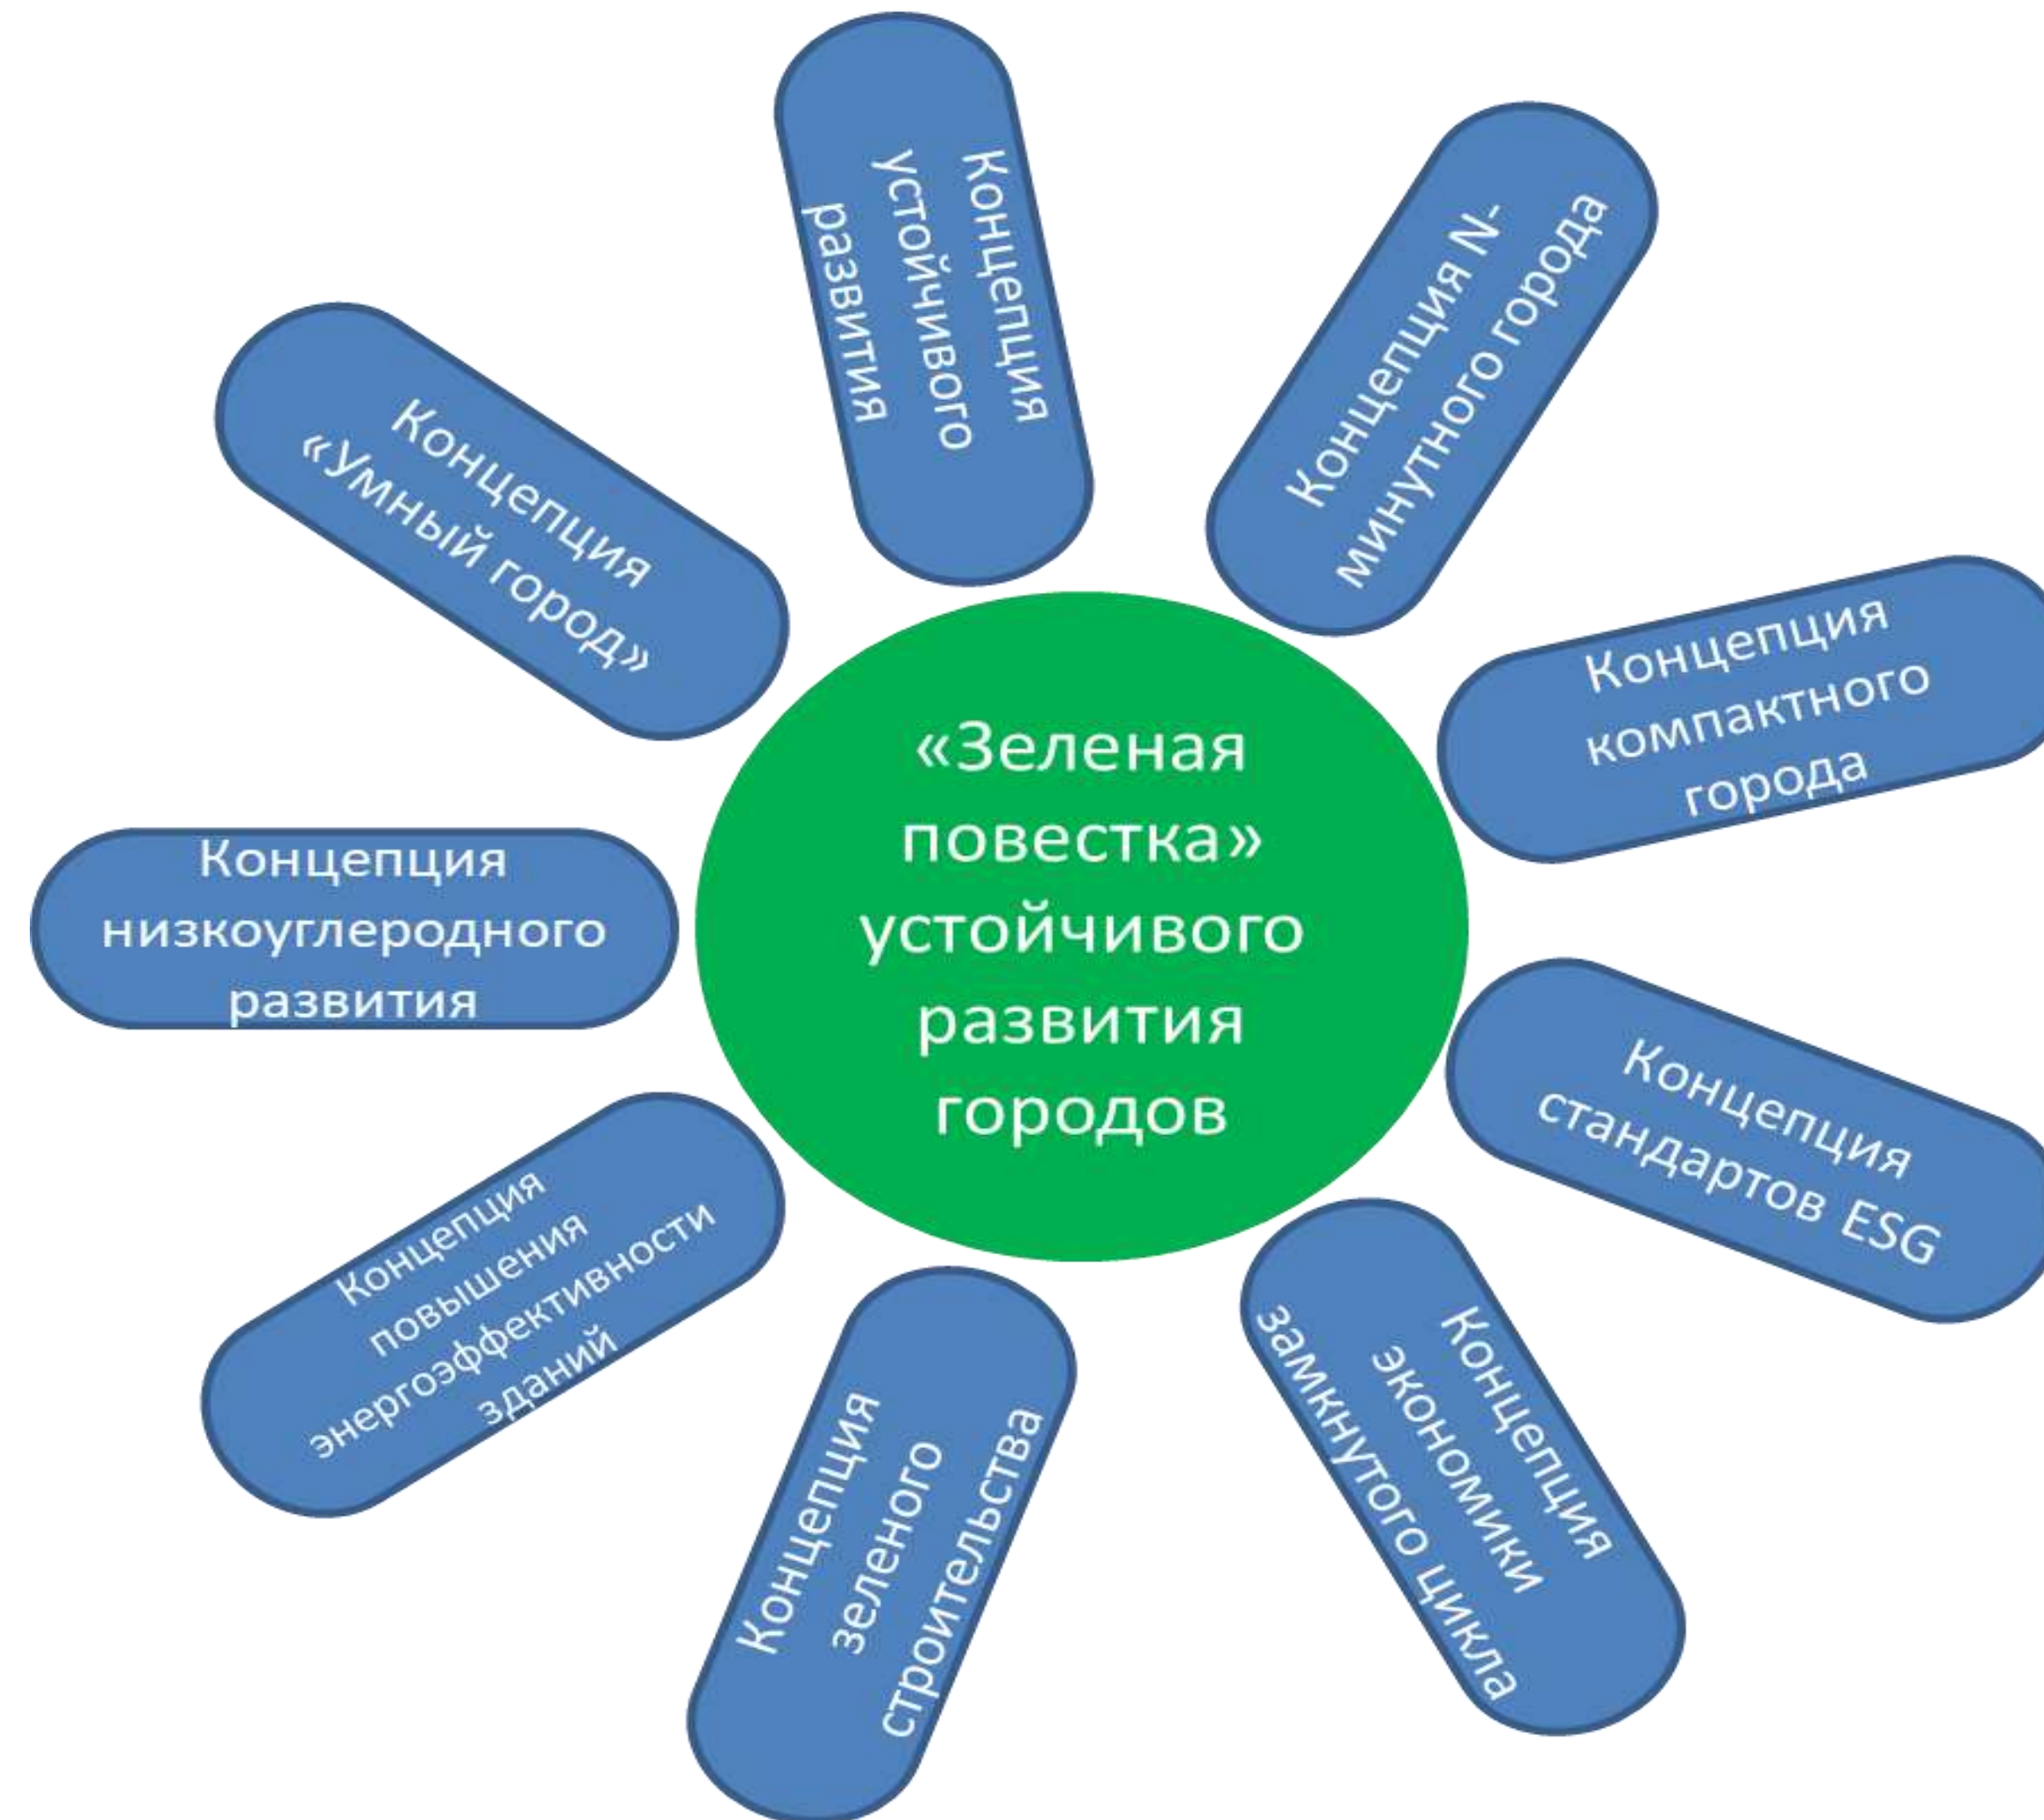 Концепция
устойчивого
развития
Концепция N-
минутного города
Концепция
компактного
города
Концепция
стандартов ESG
Концепция
экономики
замкнутого цикла
Концепция
зеленого
строительства
Концепция
повышения
энергоэффективности
зданий
Концепция
низкоуглеродного
развития
Концепция
«Умный город»
«Зеленая
повестка»
устойчивого
развития
городов